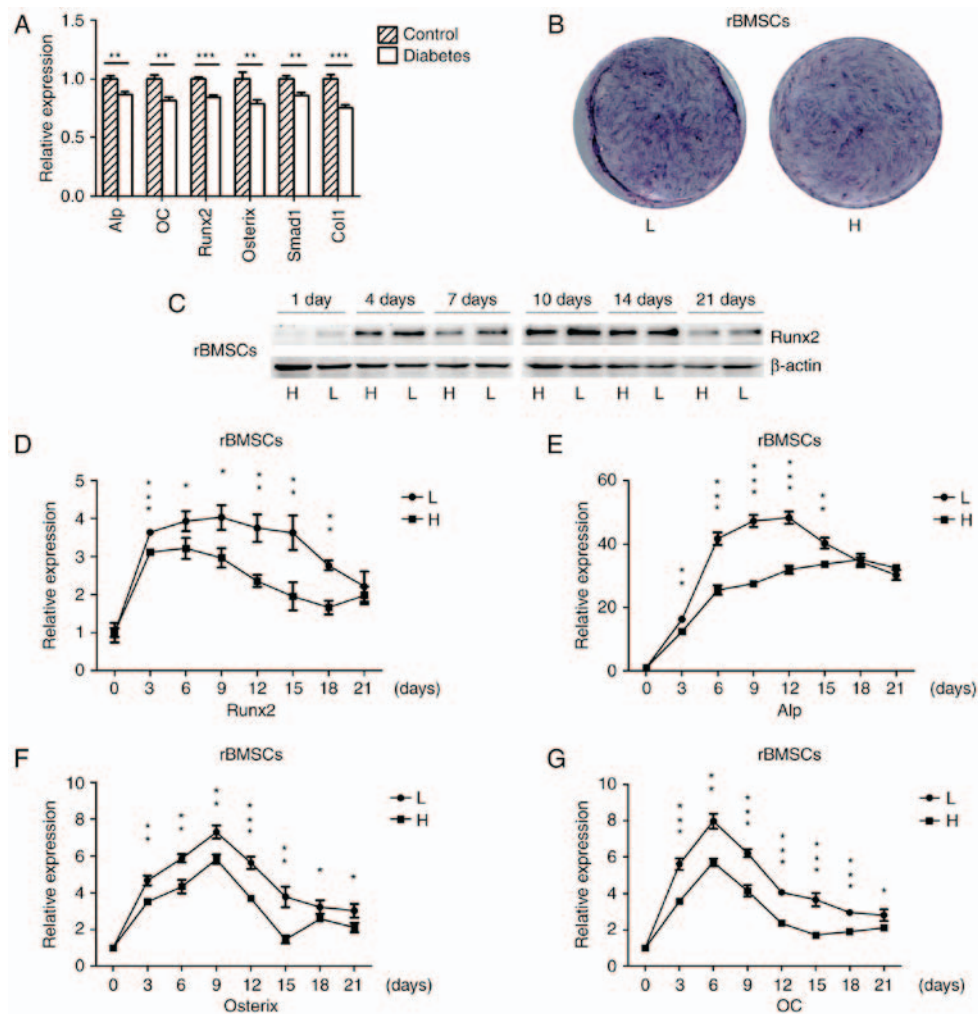 A
Relative expression
1.5
1.0
0.5
0.0
** ** *** ** ** ***
Control
Diabetes
Alp
OC
Runx2
Osterix
Smad1
Col1
B
rBMSCs
L
H
C
1 day 4 days 7 days 10 days 14 days 21 days
rBMSCs
Runx2
β-actin
H L H L H L H L H L H L
D
rBMSCs
Relative expression
5
4
3
2
1
0
*** * * ** ** **
L
H
0 3 6 9 12 15 18 21 (days)
Runx2
E
rBMSCs
Relative expression
60
40
20
0
** *** *** *** **
L
H
0 3 6 9 12 15 18 21 (days)
Alp
F
rBMSCs
Relative expression
10
8
6
4
2
0
** ** ** *** ** * *
L
H
0 3 6 9 12 15 18 21 (days)
Osterix
G
rBMSCs
Relative expression
10
8
6
4
2
0
*** ** *** *** *** *** *
L
H
0 3 6 9 12 15 18 21 (days)
OC